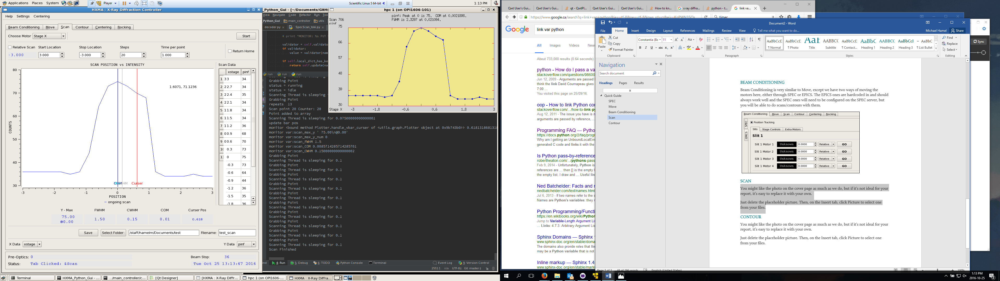 Applications Places System
Player
Scientific Linux 5 64-bit
1:13 PM
HXMA : X-Ray Diffraction Controller
Help Settings Centering
Beam Conditioning Move Scan Contour Centering Rocking
Choose Motor Stage X
Start
Relative Scan Start Location Stop Location Steps Time per point
Return Home
-3.000 3.000 -3.000 20 1.000
SCAN POSITION vs INTENSITY
Scan Data
xstage pinf
1 33 34
2 22.7 34
3 22.4 35
4 22.1 34
5 11.8 34
6 11.5 34
7 11.2 36
8 00.9 68
9 00.6 70
10 0.3 73
11 0 75
-0.3 73
-0.6 64
-0.9 44
-1.2 36
-1.5 35
-1.8 36
80
70
60
50
40
30
COUNTS
1.6071, 71.1236
COM
Curser
-3 -2 -1 0 1 2 3
POSITION
— ongoing scan
Y - Max FWHM CWHM COM Curser Pos
75.00
@0.00
1.50 0.15 0.01 0.618
Save Select Folder: /staff/hamelm/Documents/test Filename: test_scan
X Data xstage
Y Data pinf
Pre-Optics: 0
Beam Stop: 36
Status: Tab Clicked: &Scan
Tue Oct 25 13:13:47 2016
_Python_Gui - [~/Documents/GitH
View Navigate Code Refactor Run Too
Python_Gui main_controller utils
decoder.py SpecScan_toki.py
# print "MONITOR: %s PUT
validator = self.validato
if validator:
value = validator(nam
if self.local_dict.has_ke
return self.update(na
run run run
Grabbing Point
status = running
status = idle
Scanning Thread is sleeping
Grabbing Point
repeats 13
Scan point 20 Counter: 20
Point added to array
Scanning Thread is sleeping for 0.07500000000000001
update bar pos
monitor <bound method Plotter.handle_vbar_curser of <utils.graph.Plotter object at 0x9b743b0>> 0.6181318681318
monitor var:scan_max_y ' 75.00\n@0.00'
monitor var:scan_max_y_num 0
monitor var:scan_FWHM 1.5
monitor var:scan_COM 0.0085714285714285701
monitor var:scan_CWHM 0.15000000000000002
Grabbing Point
Scanning Thread is sleeping for 0.1
Grabbing Point
Scanning Thread is sleeping for 0.1
Grabbing Point
Scanning Thread is sleeping for 0.1
Grabbing Point
Scanning Thread is sleeping for 0.1
Grabbing Point
Scanning Thread is sleeping for 0.1
Grabbing Point
Scanning Thread is sleeping for 0.1
Grabbing Point
Scanning Thread is sleeping for 0.1
Grabbing Point
Scanning Thread is sleeping for 0.1
Grabbing Point
Scanning Thread is sleeping for 0.1
Grabbing Point
Scanning Thread is sleeping for 0.1
Scan Finished
4: Run 5: Debug 6: TODO Python Console Terminal
Event Log 9: Version Control
2551:1 n/a UTF-8 Git: master
hpc 1 (on OPI1606-101)
pinf: Peak at 0 is 75. COM at 0.0021898.
Scan 706
FWHM is 2.3297 at 0.021094.
pinf
75
66
57
48
39
30
Stage X -3 -1.8 -0.6 0.6 1.8 3
Terminal
HXMA_Python_Gui - ...
.../main_controller/c...
[Qt Designer]
[HXMA : X-Ray Diffr...
hpc 1 (on OPI1606-...
HXMA : X-Ray Diffra...
Qwt User's Gui... Qwt User's Gui... qt - QwtPl... Qwt User's Gui... Qwt User's Gui... How to kn... x ray diffra... python - t... link va...
timer
Google
link var python
All Images Videos News
About 733,000 results (0.64 seconds)
python - How do I pass a va
stackoverflow.com/questions/98600
Jun 12, 2009 - Arguments are passed
think the link David Cournapeau gives
7:00 ...
You visited this page on 25/09/16.
oop - How to link Python con
stackoverflow.com/.../how-to-link-py
Aug 12, 2011 - The issue you have is n
arguments are passed by reference,
Programming FAQ — Pytho
https://docs.python.org/2/faq/progr
Why am I getting an UnboundLocalErr
generated C code and links it with the
Is Python pass-by-reference
robertheaton.com/.../pythons-pass
Feb 9, 2014 - Unfortunately, Python is
references are ... then [] is the empty l
the empty list. I draw and ... Useful lin
Ned Batchelder: Facts and m
nedbatchelder.com/text/names.html
Jul 6, 2013 - If two names refer to the s
Names are Python's variables: they r
Python Programming/Functi
https://en.wikibooks.org/wiki/Python
Jump to Variable-Length Argument Lis
... Links: 4.7.3. Arbitrary Argument Lis
Sphinx Domains — Sphinx
www.sphinx-doc.org/en/stable/doma
The domains also provide roles that lin
may be a Python variable that is not
Inline markup — Sphinx 1.4
www.sphinx-doc.org/en/stable/mark
Document2 - Word
File Home Insert Design Layout References Mailings Review View Tell me what you want to do...
Michael Hamel Share
Sync
Paste Cut Copy Format Painter
Clipboard
Constantia (Bc 11
Font
Paragraph
¶ Normal ¶ Photo Title Subtitle ¶ Contact... Heading 1 Heading 2 Heading 3 ¶ List Bullet
Styles
Find
Replace
Select
Editing
Navigation
Search document
Headings Pages Results
Quick Guide
SPEC
Move
Beam Conditioning
Scan
Contour
BEAM CONDITIONING
Beam Conditioning is very similar to Move, except we have two ways of moving the
motors here, either through SPEC or EPICS. The EPICS ones are hardcoded in and should
always work well and the SPEC ones will need to be configured on the SPEC server, but
you will be able to do scans/contours with them.
Beam Conditioning Move Scan Contour Centering Rocking
SPEC
EPICS
Position Tracking
Slits Stage Controls Extra Motors
Slit 1
Slit 1 Motor 1 Unknown 0.0000 Relative GO
Slit 1 Motor 2 Unknown 0.0000 Relative GO
Slit 1 Motor 3 Unknown 0.0000 Relative GO
Slit 1 Motor 4 Unknown 0.0000 Relative GO
SCAN
You might like the photo on the cover page as much as we do, but if it's not ideal for your
report, it's easy to replace it with your own.
Just delete the placeholder picture. Then, on the Insert tab, click Picture to select one
from your files.
CONTOUR
You might like the photo on the cover page as much as we do, but if it's not ideal for your
report, it's easy to replace it with your own.
Just delete the placeholder picture. Then, on the Insert tab, click Picture to select one
from your files.
Page 3 of 3 48 of 296 words English (United States)
100%
1:13 PM
2016-10-25